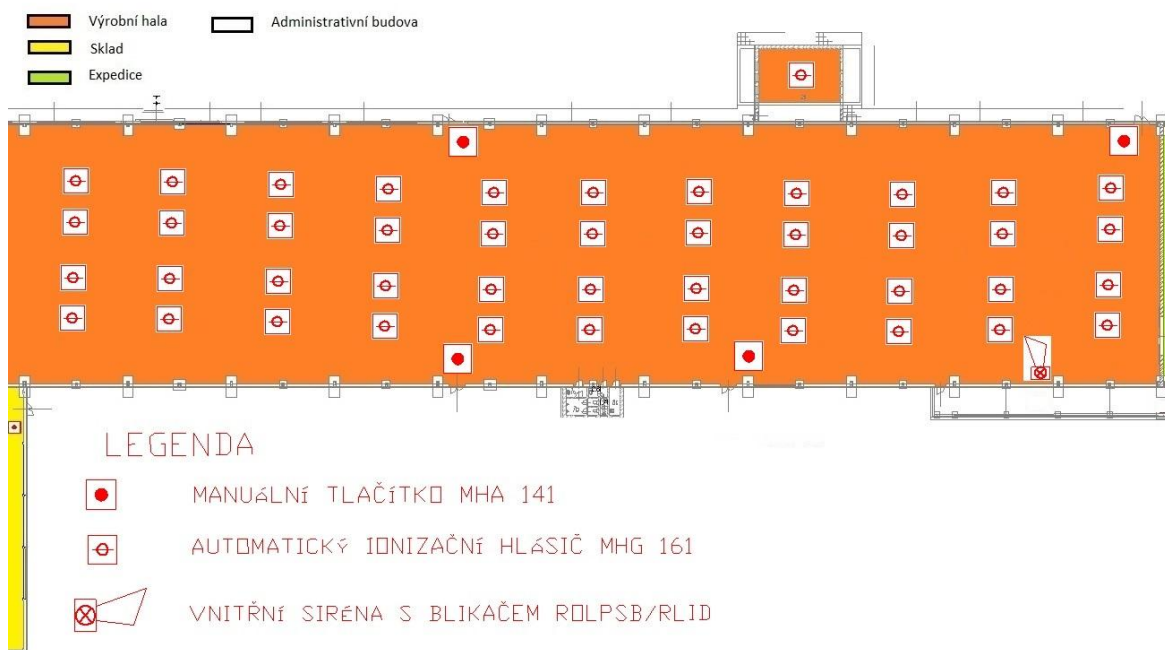 Výrobní hala
Administrativní budova
Sklad
Expedice
LEGENDA
MANUáLNí TLAČíTKO MHA 141
AUTOMATICKÝ IONIZAČNí HLáSIČ MHG 161
VNITŘNí SIRéNA S BLIKAČEM ROLPSB/RLID